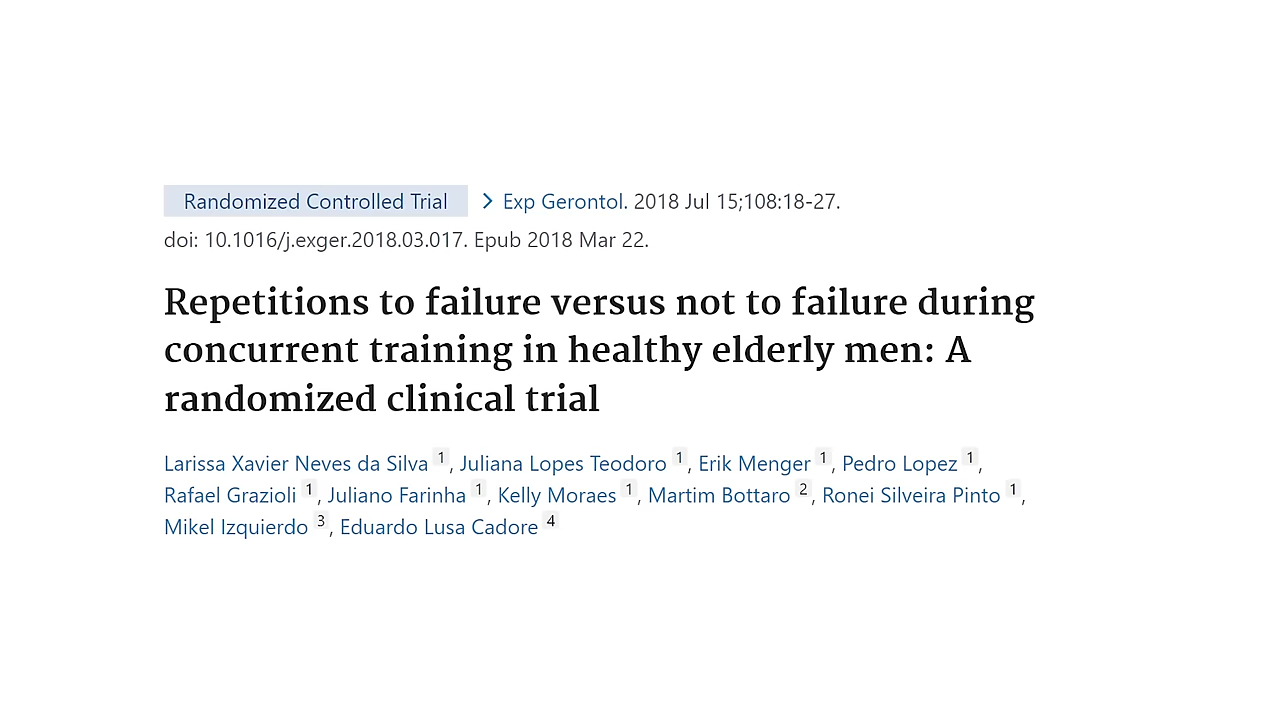 Randomized Controlled Trial > Exp Gerontol. 2018 Jul 15;108:18-27.
doi: 10.1016/j.exger.2018.03.017. Epub 2018 Mar 22.
Repetitions to failure versus not to failure during
concurrent training in healthy elderly men: A
randomized clinical trial
Larissa Xavier Neves da Silva 1, Juliana Lopes Teodoro 1, Erik Menger 1, Pedro Lopez 1,
Rafael Grazioli 1, Juliano Farinha 1, Kelly Moraes 1, Martim Bottaro 2, Ronei Silveira Pinto 1,
Mikel Izquierdo 3, Eduardo Lusa Cadore 4